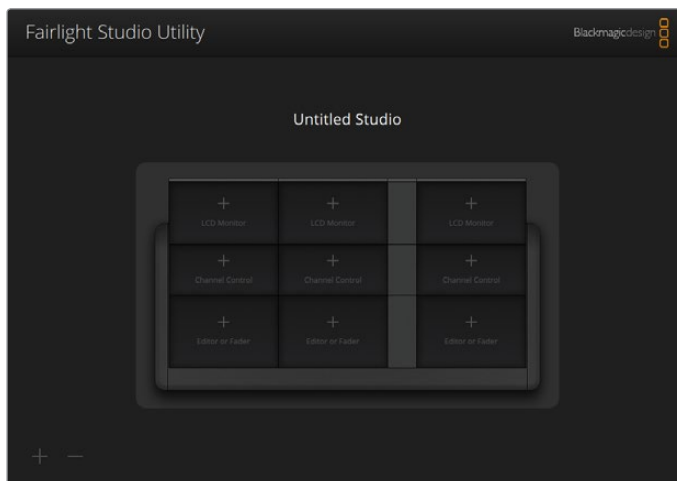 Fairlight Studio Utility
Blackmagicdesign
Untitled Studio
LCD Monitor LCD Monitor LCD Monitor
Channel Control Channel Control Channel Control
Editor or Fader Editor or Fader Editor or Fader